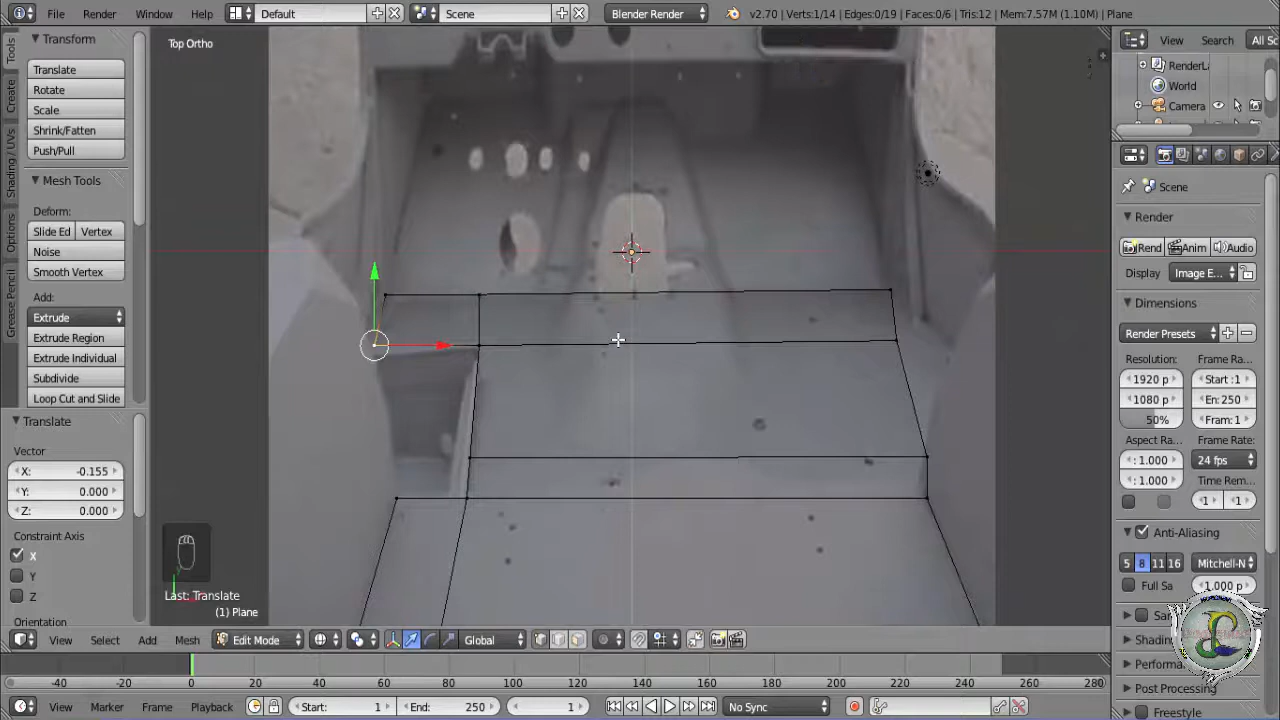 File Render Window Help Default Scene Blender Render v2.70 | Verts:1/14 | Edges:0/19 | Faces:0/6 | Tris:12 | Mem:7.57M (1.10M) | Plane
Tools
Create
Shading / UVs
Options
Grease Pencil
Transform
Translate
Rotate
Scale
Shrink/Fatten
Push/Pull
Mesh Tools
Deform:
Slide Ed Vertex
Noise
Smooth Vertex
Add:
Extrude
Extrude Region
Extrude Individual
Subdivide
Loop Cut and Slide
Translate
Vector
X: -0.155
Y: 0.000
Z: 0.000
Constraint Axis
X
Y
Z
Orientation
Top Ortho
Last: Translate
(1) Plane
View Select Add Mesh Edit Mode Global
View Search All Sc
RenderLa
World
Camera
Scene
Render
Rend Anim Audio
Display Image E...
Dimensions
Render Presets
Resolution: Frame Ra
1920 p Start :1
1080 p En: 250
50% Fram: 1
Aspect Ra Frame Rate:
: 1.000 24 fps
: 1.000 Time Rem
1 1
Anti-Aliasing
5 8 11 16 Mitchell-N
Full Sa 1.000 p
Shading
Performa
Post Processing
Freestyle
-40 -20 0 20 40 60 80 100 120 140 160 180 200 220 240 260 280
View Marker Frame Playback Start: 1 End: 250 1 No Sync